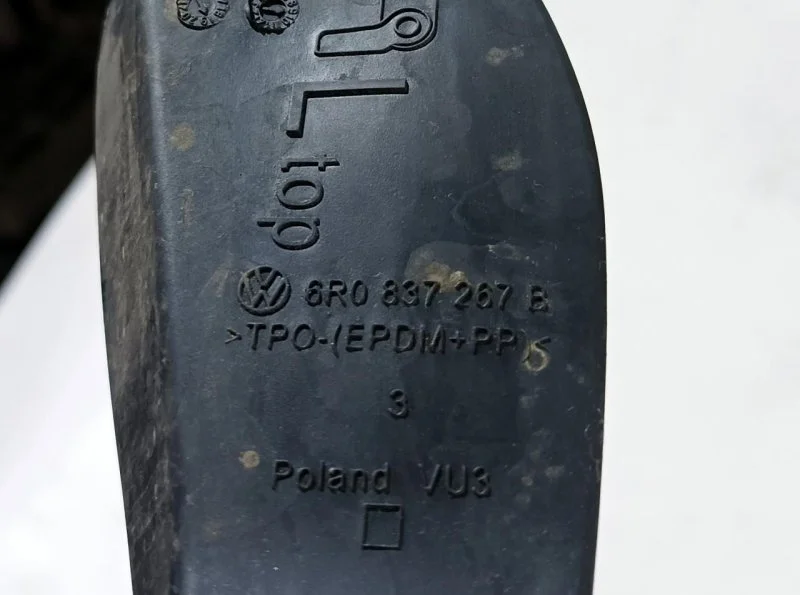 L top
6R0 837 267 B
>TPO-(EPDM+PP)<
3
Poland VU3